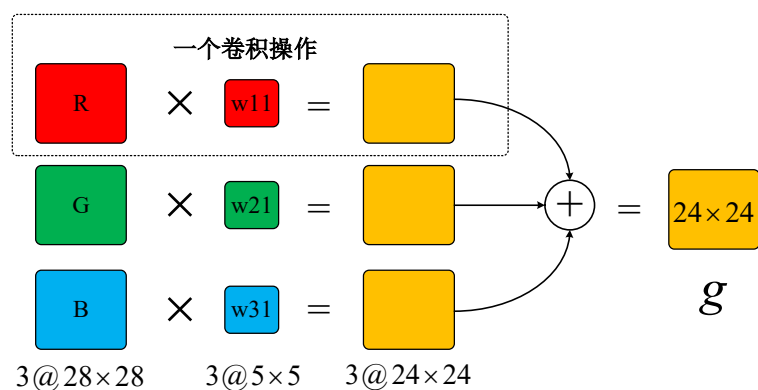 一个卷积操作
R × w11 =
G × w21 = + = 24×24
B × w31 =
g
3@28×28 3@5×5 3@24×24